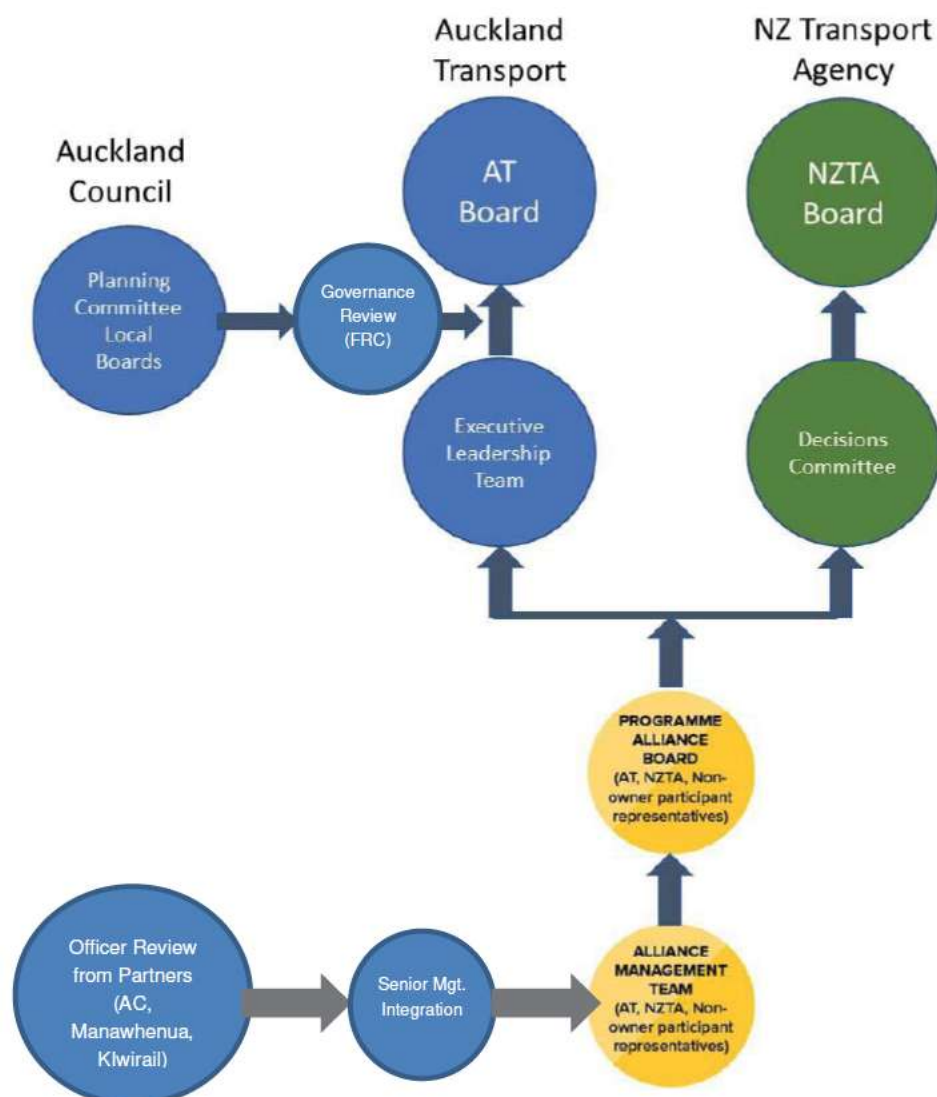 Auckland
Transport
NZ Transport
Agency
Auckland
Council
AT
Board
NZTA
Board
Planning
Committee
Local
Boards
Governance
Review
(FRC)
Executive
Leadership
Team
Decisions
Committee
PROGRAMME
ALLIANCE
BOARD
(AT, NZTA, Non-
owner participant
representatives)
Officer Review
from Partners
(AC,
Manawhenua,
KIwirail)
Senior Mgt.
Integration
ALLIANCE
MANAGEMENT
TEAM
(AT, NZTA, Non-
owner participant
representatives)